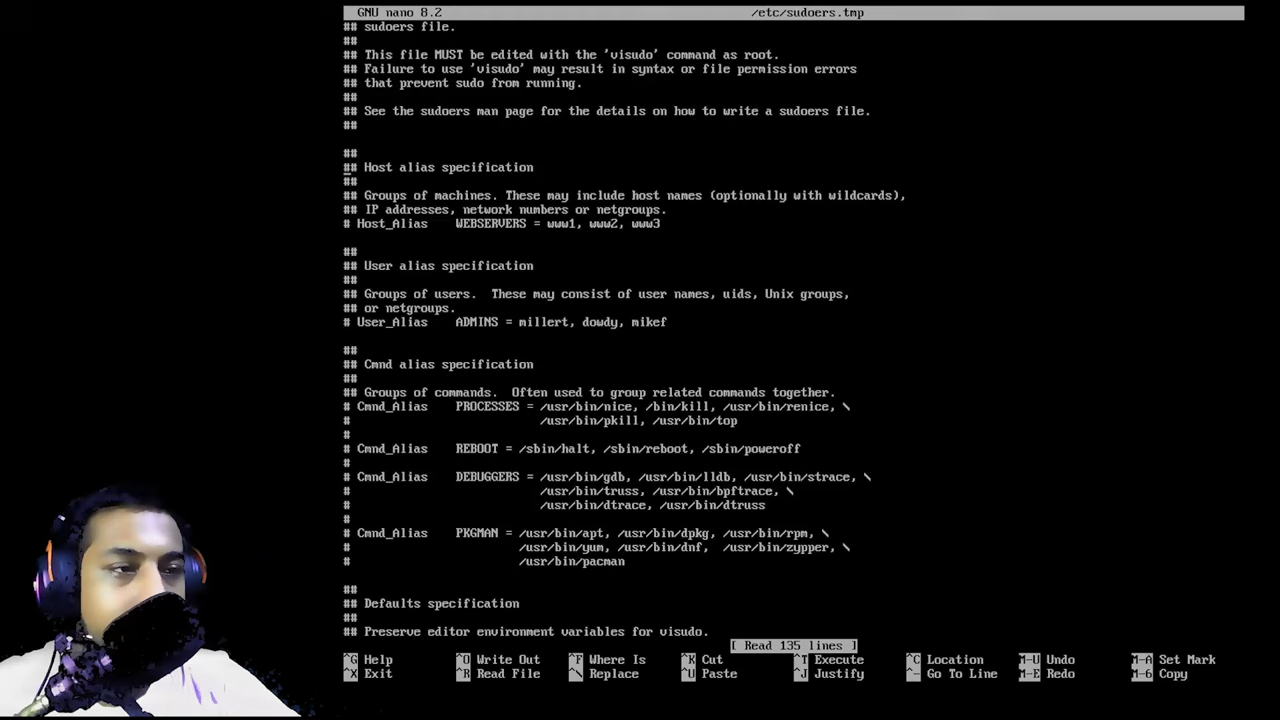 GNU nano 8.2 /etc/sudoers.tmp
## sudoers file.
##
## This file MUST be edited with the 'visudo' command as root.
## Failure to use 'visudo' may result in syntax or file permission errors
## that prevent sudo from running.
##
## See the sudoers man page for the details on how to write a sudoers file.
##
##
## Host alias specification
##
## Groups of machines. These may include host names (optionally with wildcards),
## IP addresses, network numbers or netgroups.
# Host_Alias WEBSERVERS = www1, www2, www3
##
## User alias specification
##
## Groups of users. These may consist of user names, uids, Unix groups,
## or netgroups.
# User_Alias ADMINS = millert, dowdy, mikef
##
## Cmnd alias specification
##
## Groups of commands. Often used to group related commands together.
# Cmnd_Alias PROCESSES = /usr/bin/nice, /bin/kill, /usr/bin/renice, \
# /usr/bin/pkill, /usr/bin/top
#
# Cmnd_Alias REBOOT = /sbin/halt, /sbin/reboot, /sbin/poweroff
#
# Cmnd_Alias DEBUGGERS = /usr/bin/gdb, /usr/bin/lldb, /usr/bin/strace, \
# /usr/bin/truss, /usr/bin/bpftrace, \
# /usr/bin/dtrace, /usr/bin/dtruss
#
# Cmnd_Alias PKGMAN = /usr/bin/apt, /usr/bin/dpkg, /usr/bin/rpm, \
# /usr/bin/yum, /usr/bin/dnf, /usr/bin/zypper, \
# /usr/bin/pacman
##
## Defaults specification
##
## Preserve editor environment variables for visudo.
[ Read 135 lines ]
^G Help ^O Write Out ^F Where Is ^K Cut ^T Execute ^C Location M-U Undo M-A Set Mark
^X Exit ^R Read File ^\ Replace ^U Paste ^J Justify ^- Go To Line M-E Redo M-6 Copy